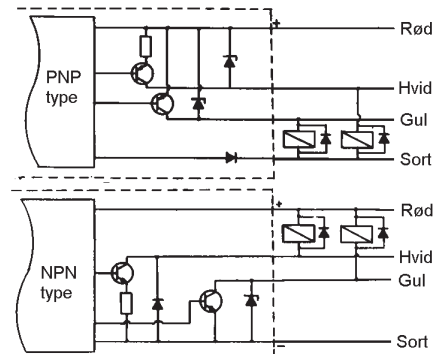 +
Rød
PNP
type
Hvid
Gul
Sort
+
Rød
Hvid
NPN
type
Gul
Sort
−